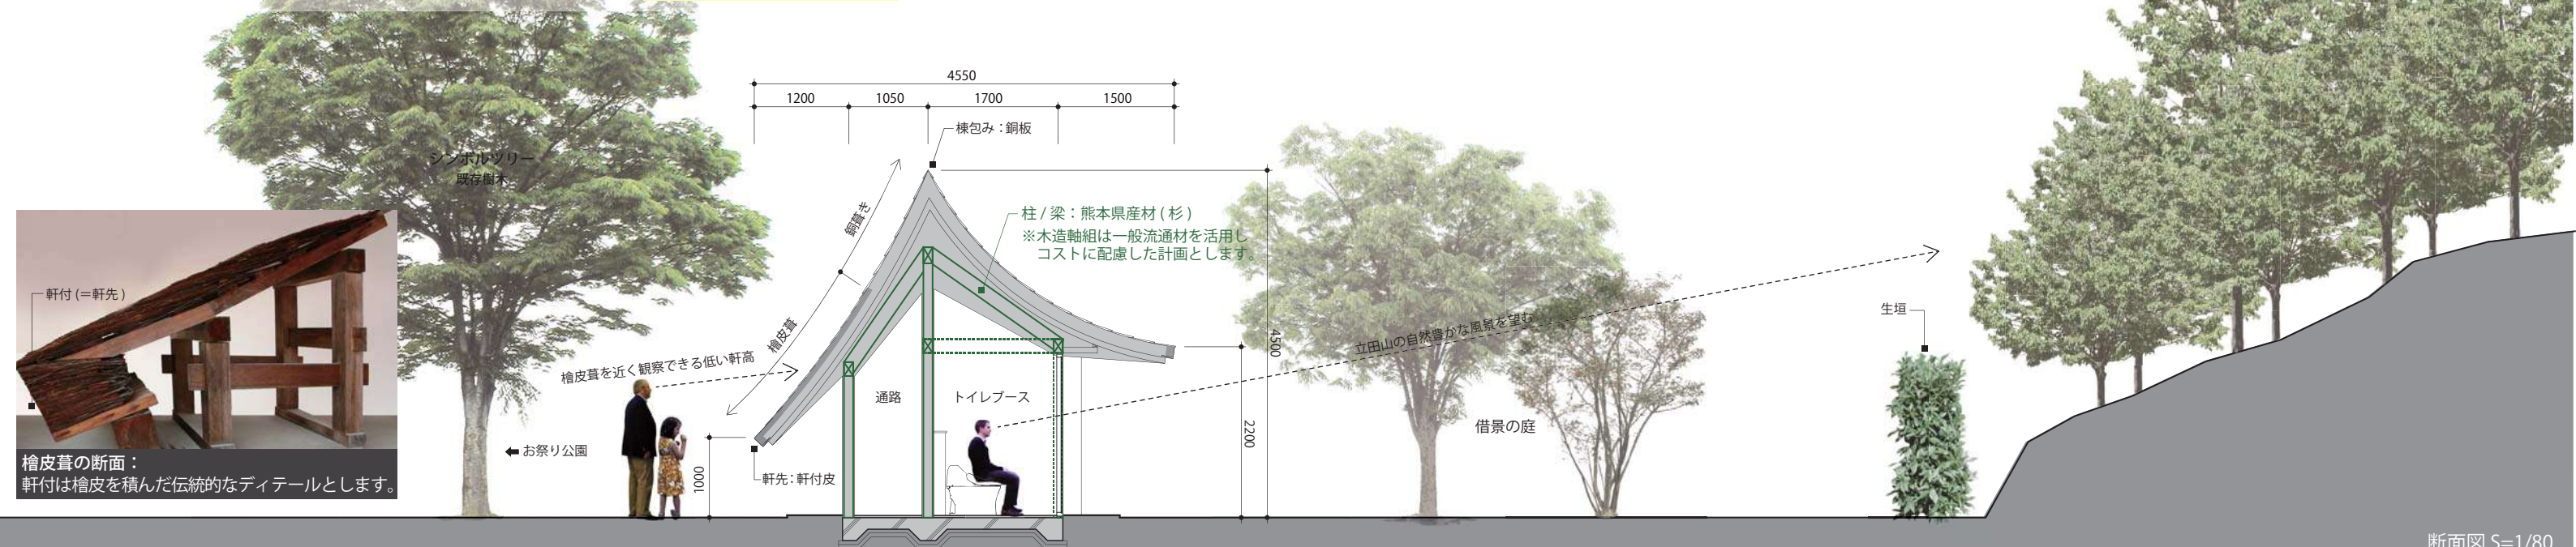 4550
1200
1050
1700
1500
棟包み：銅板
シンボルツリー
既存樹木
銅葺き
柱 / 梁：熊本県産材 ( 杉 )
※木造軸組は一般流通材を活用し
コストに配慮した計画とします。
軒付 (＝軒先 )
檜皮葺
檜皮葺を近く観察できる低い軒高
4500
立田山の自然豊かな風景を望む
生垣
通路
トイレブース
借景の庭
2200
お祭り公園
1000
軒先：軒付皮
檜皮葺の断面：
軒付は檜皮を積んだ伝統的なディテールとします。
断面図 S=1/80